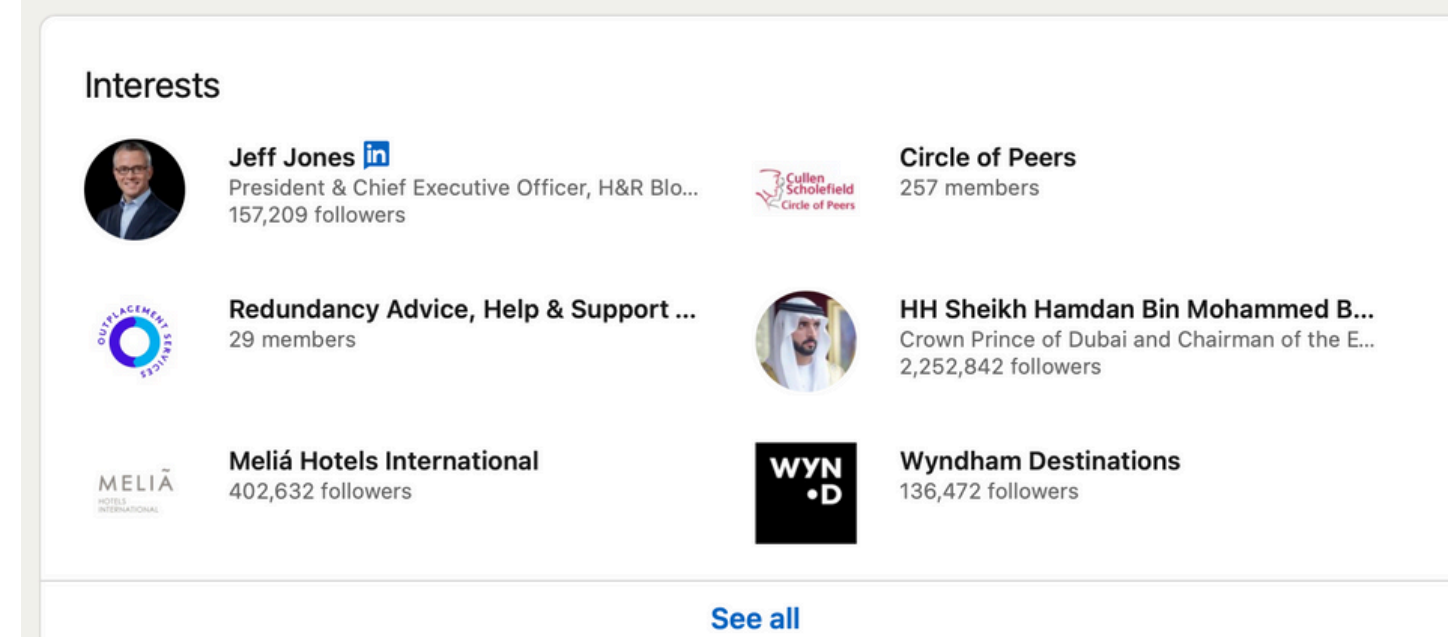 Interests
Jeff Jones in
President & Chief Executive Officer, H&R Blo...
157,209 followers
Cullen
Scholefield
Circle of Peers
Circle of Peers
257 members
OUTPLACEMENT SERVICES
Redundancy Advice, Help & Support ...
29 members
HH Sheikh Hamdan Bin Mohammed B...
Crown Prince of Dubai and Chairman of the E...
2,252,842 followers
MELIÃ
HOTELS
INTERNATIONAL
Meliá Hotels International
402,632 followers
WYN
•D
Wyndham Destinations
136,472 followers
See all